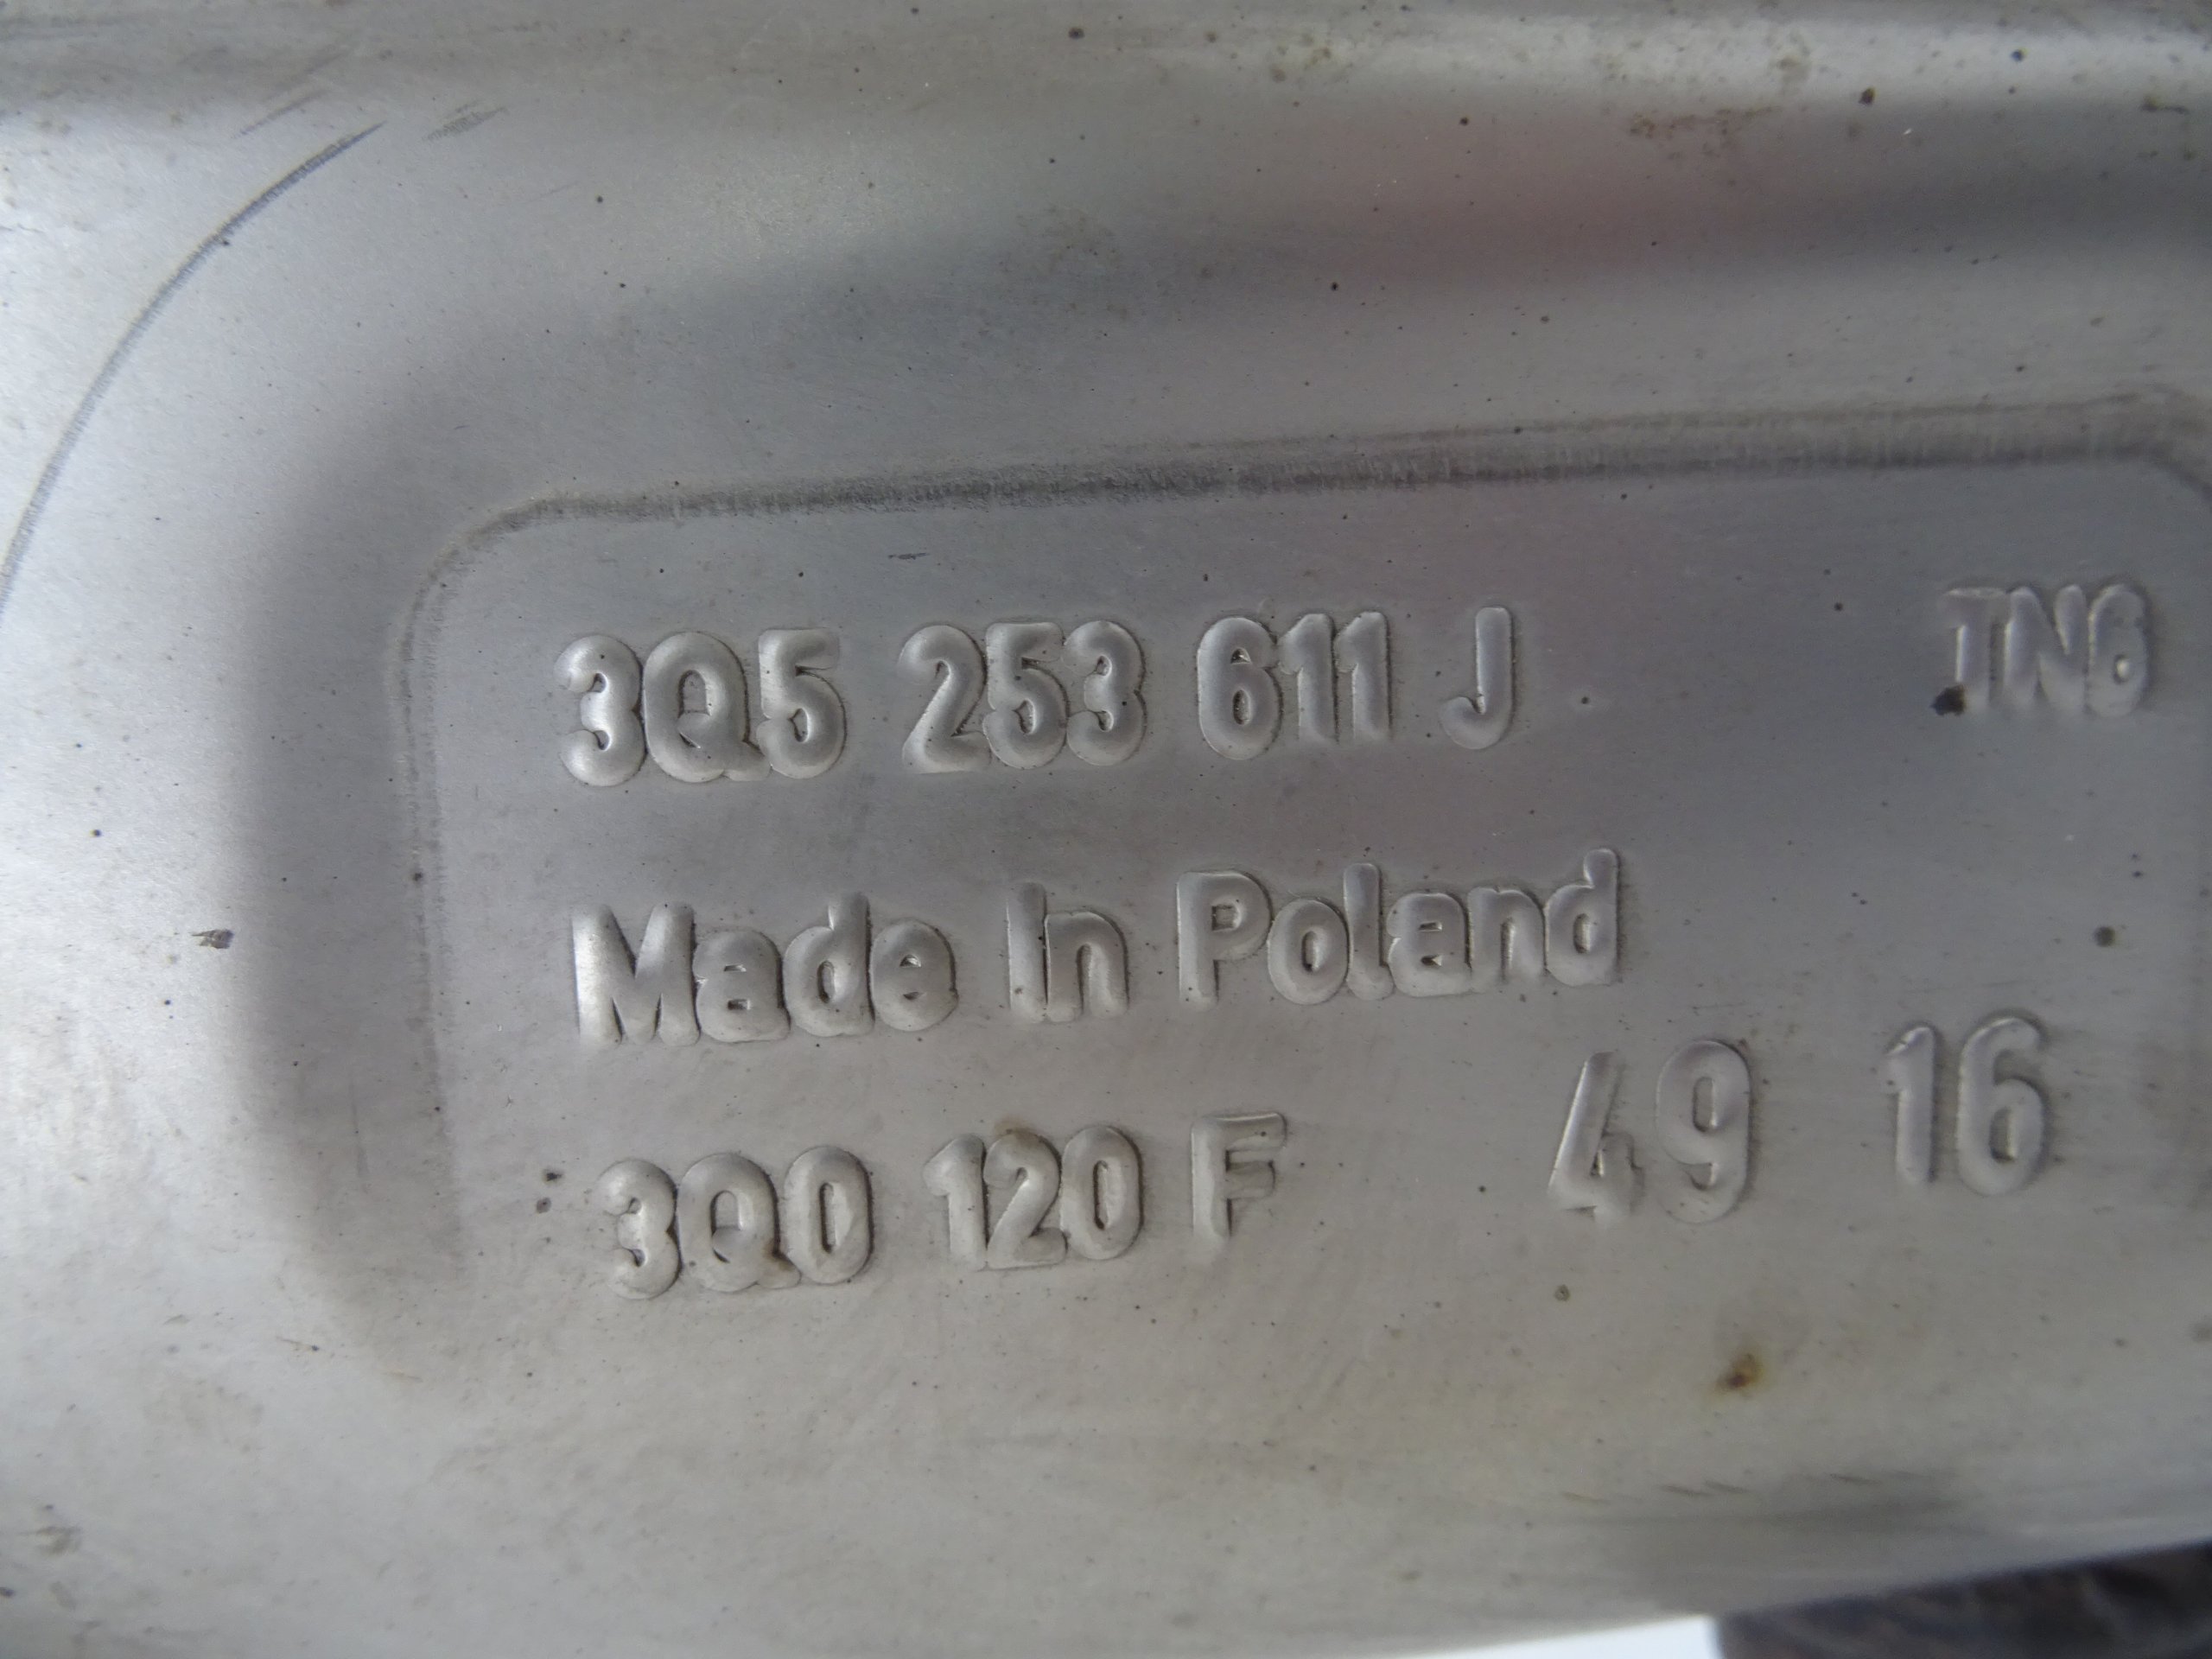 3Q5 253 611 J TN6
Made In Poland
3Q0 120 F 49 16